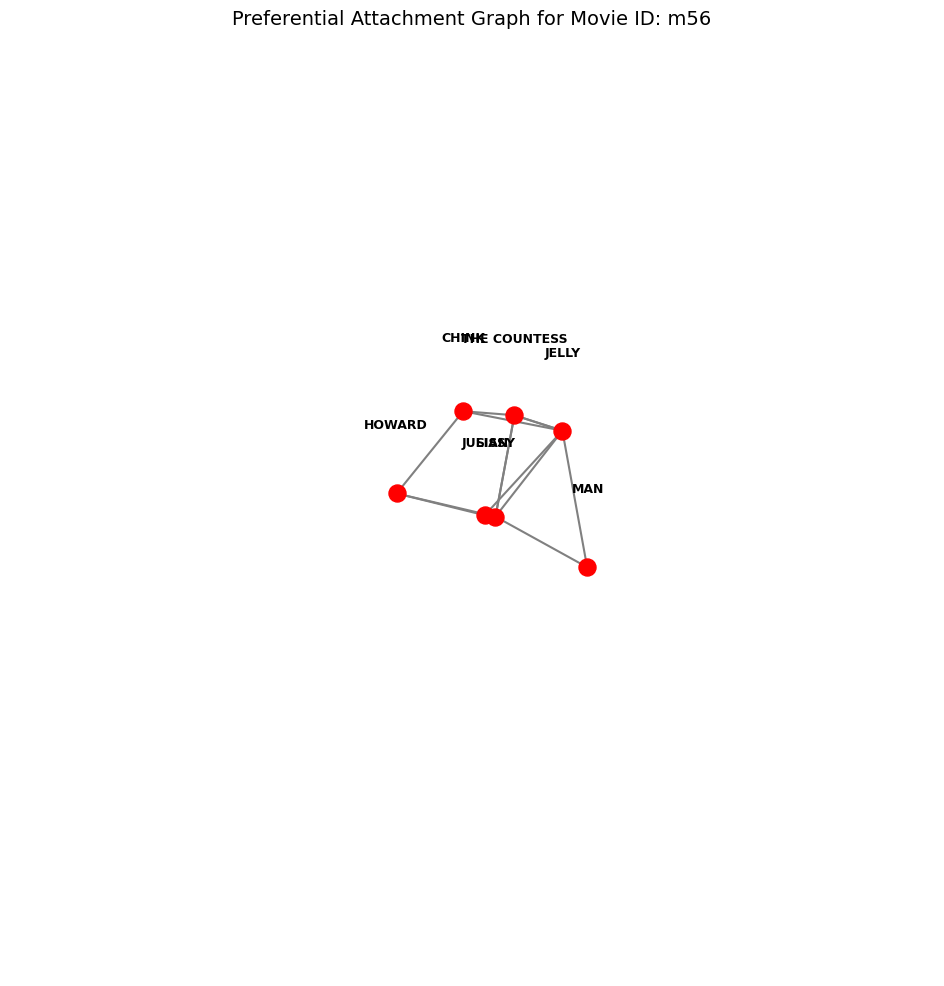 Preferential Attachment Graph for Movie ID: m56
CHINK
THE COUNTESS
JELLY
HOWARD
JULIAN
SISSY
MAN